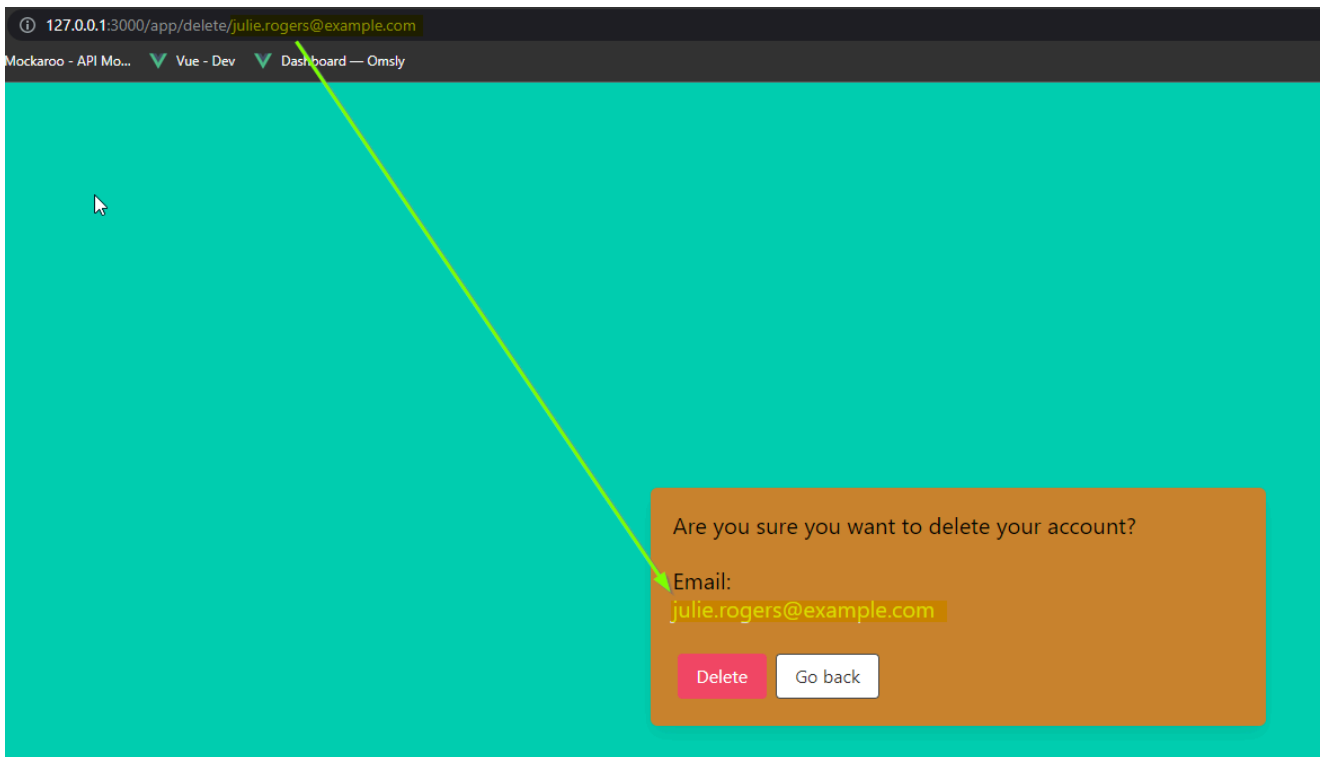 127.0.0.1:3000/app/delete/julie.rogers@example.com
Mockaroo - API Mo... Vue - Dev Dashboard — Omsly
Are you sure you want to delete your account?
Email:
julie.rogers@example.com
Delete Go back